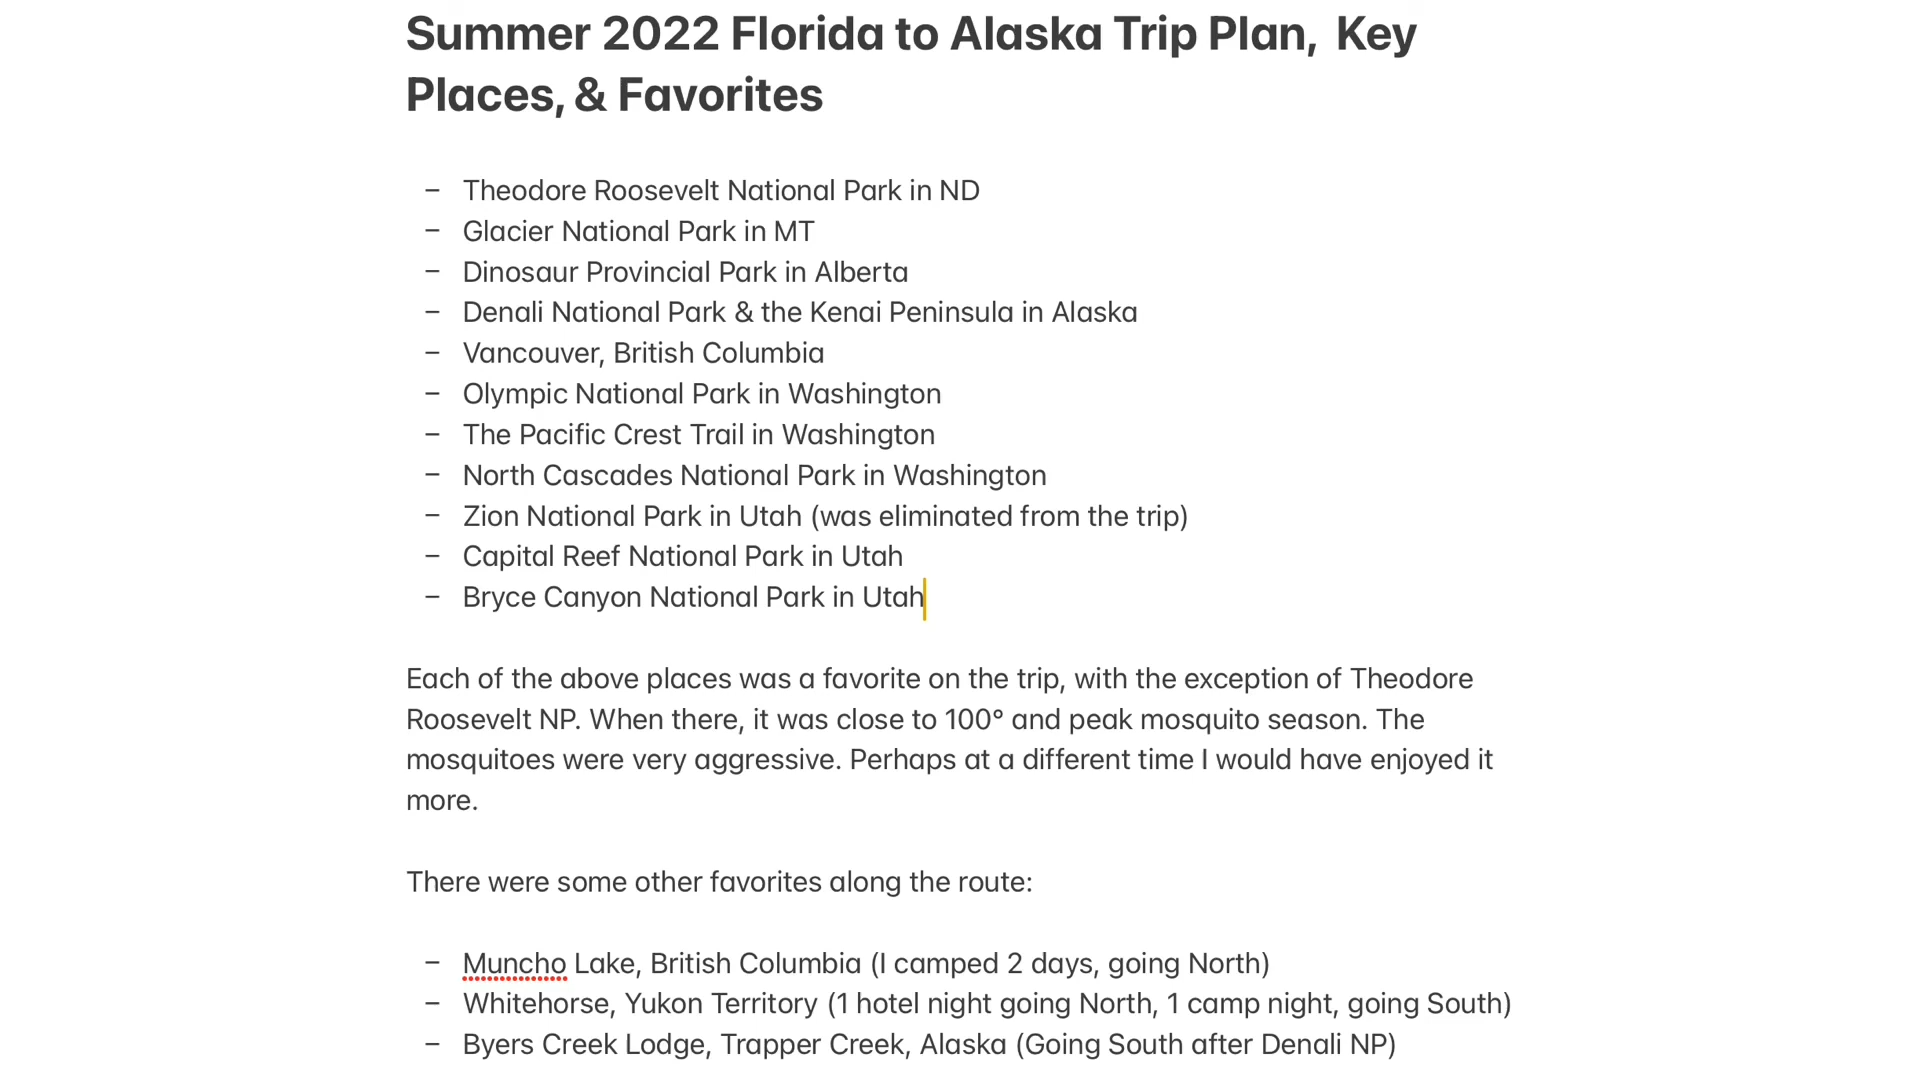 Summer 2022 Florida to Alaska Trip Plan, Key
Places, & Favorites
– Theodore Roosevelt National Park in ND
– Glacier National Park in MT
– Dinosaur Provincial Park in Alberta
– Denali National Park & the Kenai Peninsula in Alaska
– Vancouver, British Columbia
– Olympic National Park in Washington
– The Pacific Crest Trail in Washington
– North Cascades National Park in Washington
– Zion National Park in Utah (was eliminated from the trip)
– Capital Reef National Park in Utah
– Bryce Canyon National Park in Utah
Each of the above places was a favorite on the trip, with the exception of Theodore
Roosevelt NP. When there, it was close to 100° and peak mosquito season. The
mosquitoes were very aggressive. Perhaps at a different time I would have enjoyed it
more.
There were some other favorites along the route:
– Muncho Lake, British Columbia (I camped 2 days, going North)
– Whitehorse, Yukon Territory (1 hotel night going North, 1 camp night, going South)
– Byers Creek Lodge, Trapper Creek, Alaska (Going South after Denali NP)